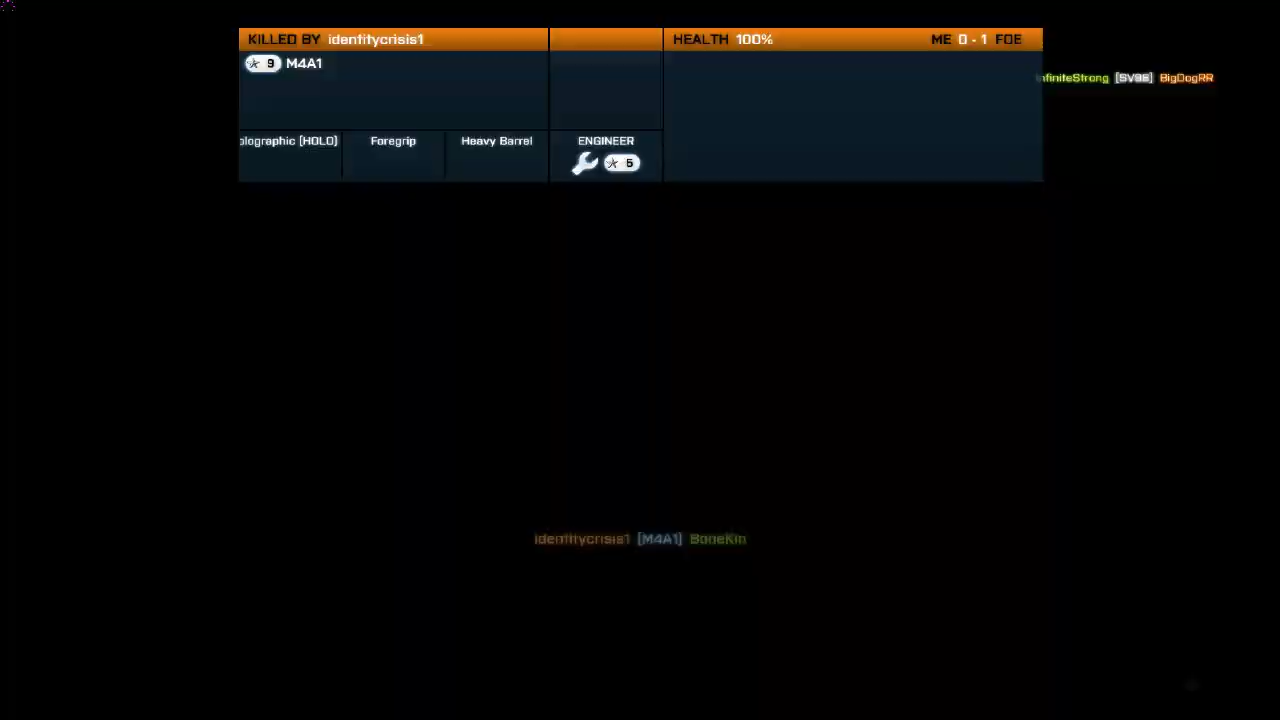 KILLED BY identitycrisis1 HEALTH 100% ME 0 - 1 FOE
9 M4A1
nfiniteStrong [SV98] BigDogRR
olographic [HOLO] Foregrip Heavy Barrel ENGINEER
5
identitycrisis1 [M4A1] BoneKin